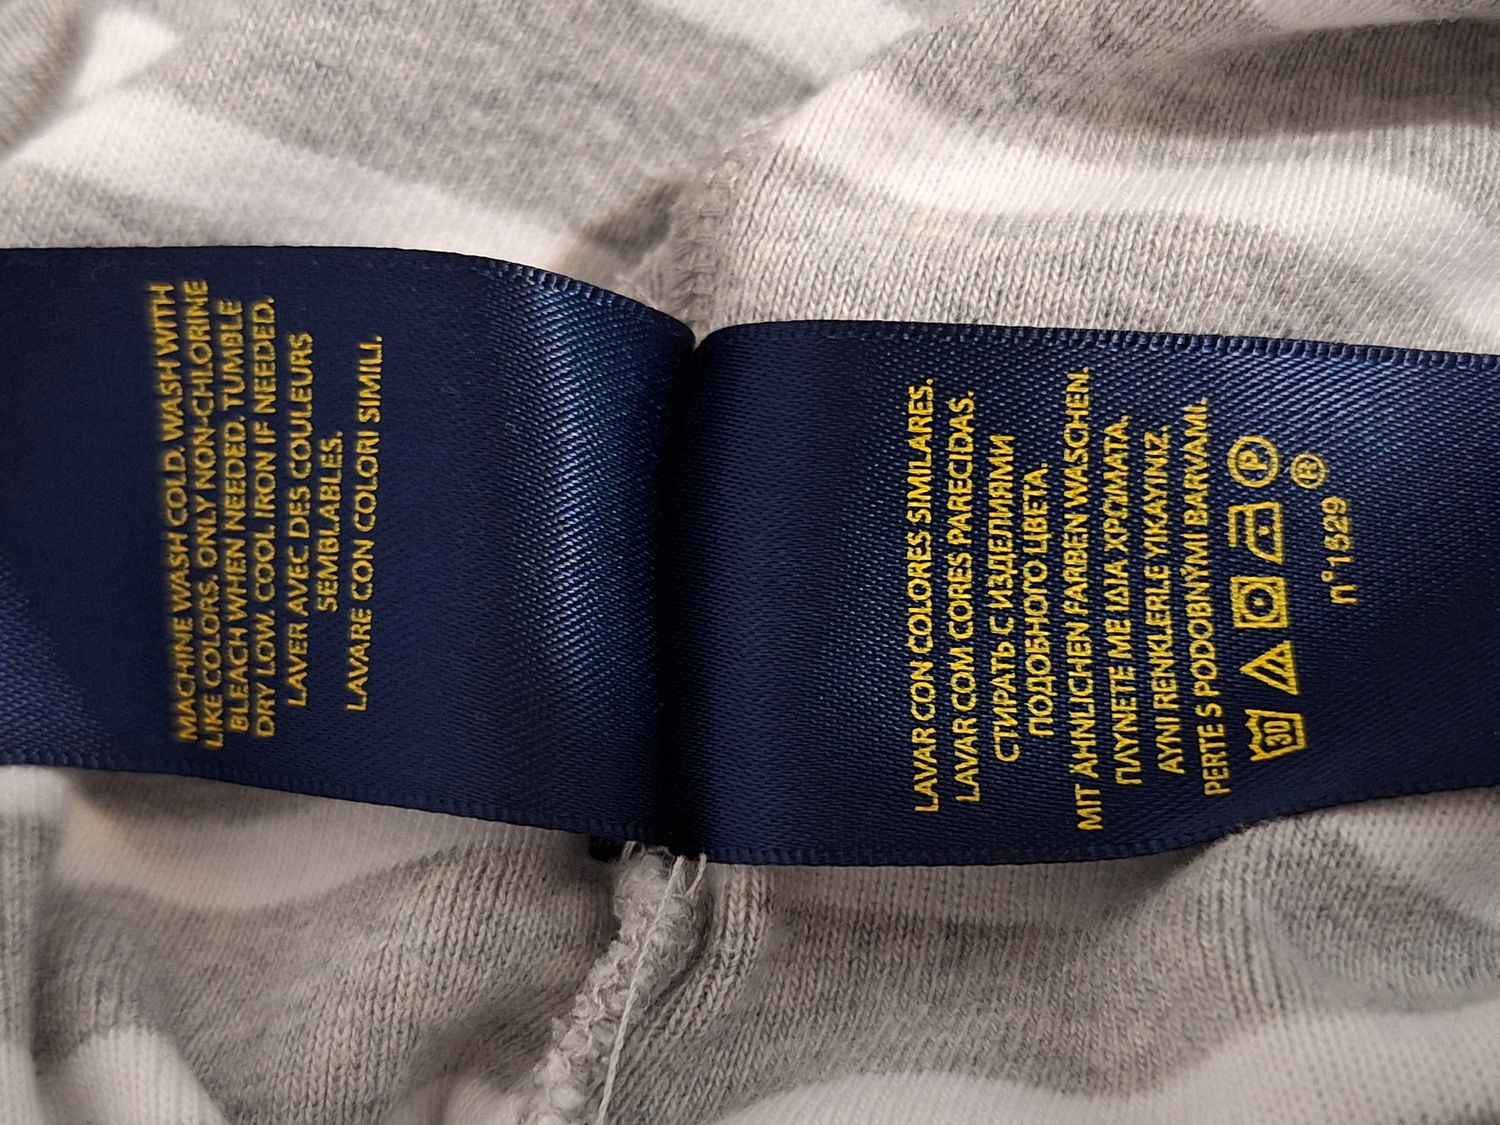 MACHINE WASH COLD. WASH WITH
LIKE COLORS. ONLY NON-CHLORINE
BLEACH WHEN NEEDED. TUMBLE
DRY LOW. COOL IRON IF NEEDED.
LAVER AVEC DES COULEURS
SEMBLABLES.
LAVARE CON COLORI SIMILI.
LAVAR CON COLORES SIMILARES.
LAVAR COM CORES PARECIDAS.
СТИРАТЬ С ИЗДЕЛИЯМИ
ПОДОБНОГО ЦВЕТА.
MIT ÄHNLICHEN FARBEN WASCHEN.
ΠΛΥΝΕΤΕ ΜΕ ΙΔΙΑ ΧΡΩΜΑΤΑ.
AYNI RENKLERLE YIKAYINIZ.
PERTE S PODOBNÝMI BARVAMI.
30 P
®
n°1529